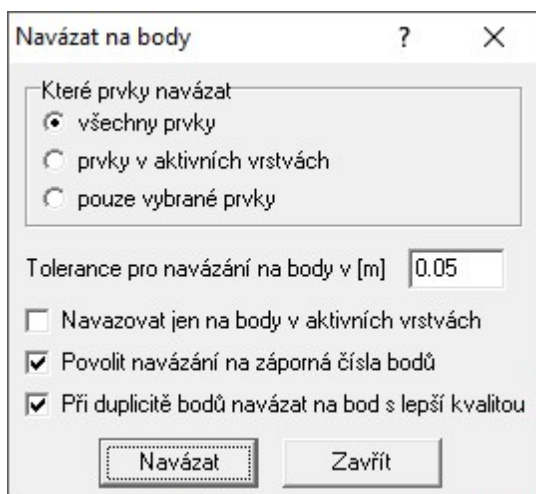 Navázat na body
Které prvky navázat
všechny prvky
prvky v aktivních vrstvách
pouze vybrané prvky
Tolerance pro navázání na body v [m] 0.05
Navazovat jen na body v aktivních vrstvách
Povolit navázání na záporná čísla bodů
Při duplicitě bodů navázat na bod s lepší kvalitou
Navázat Zavřít